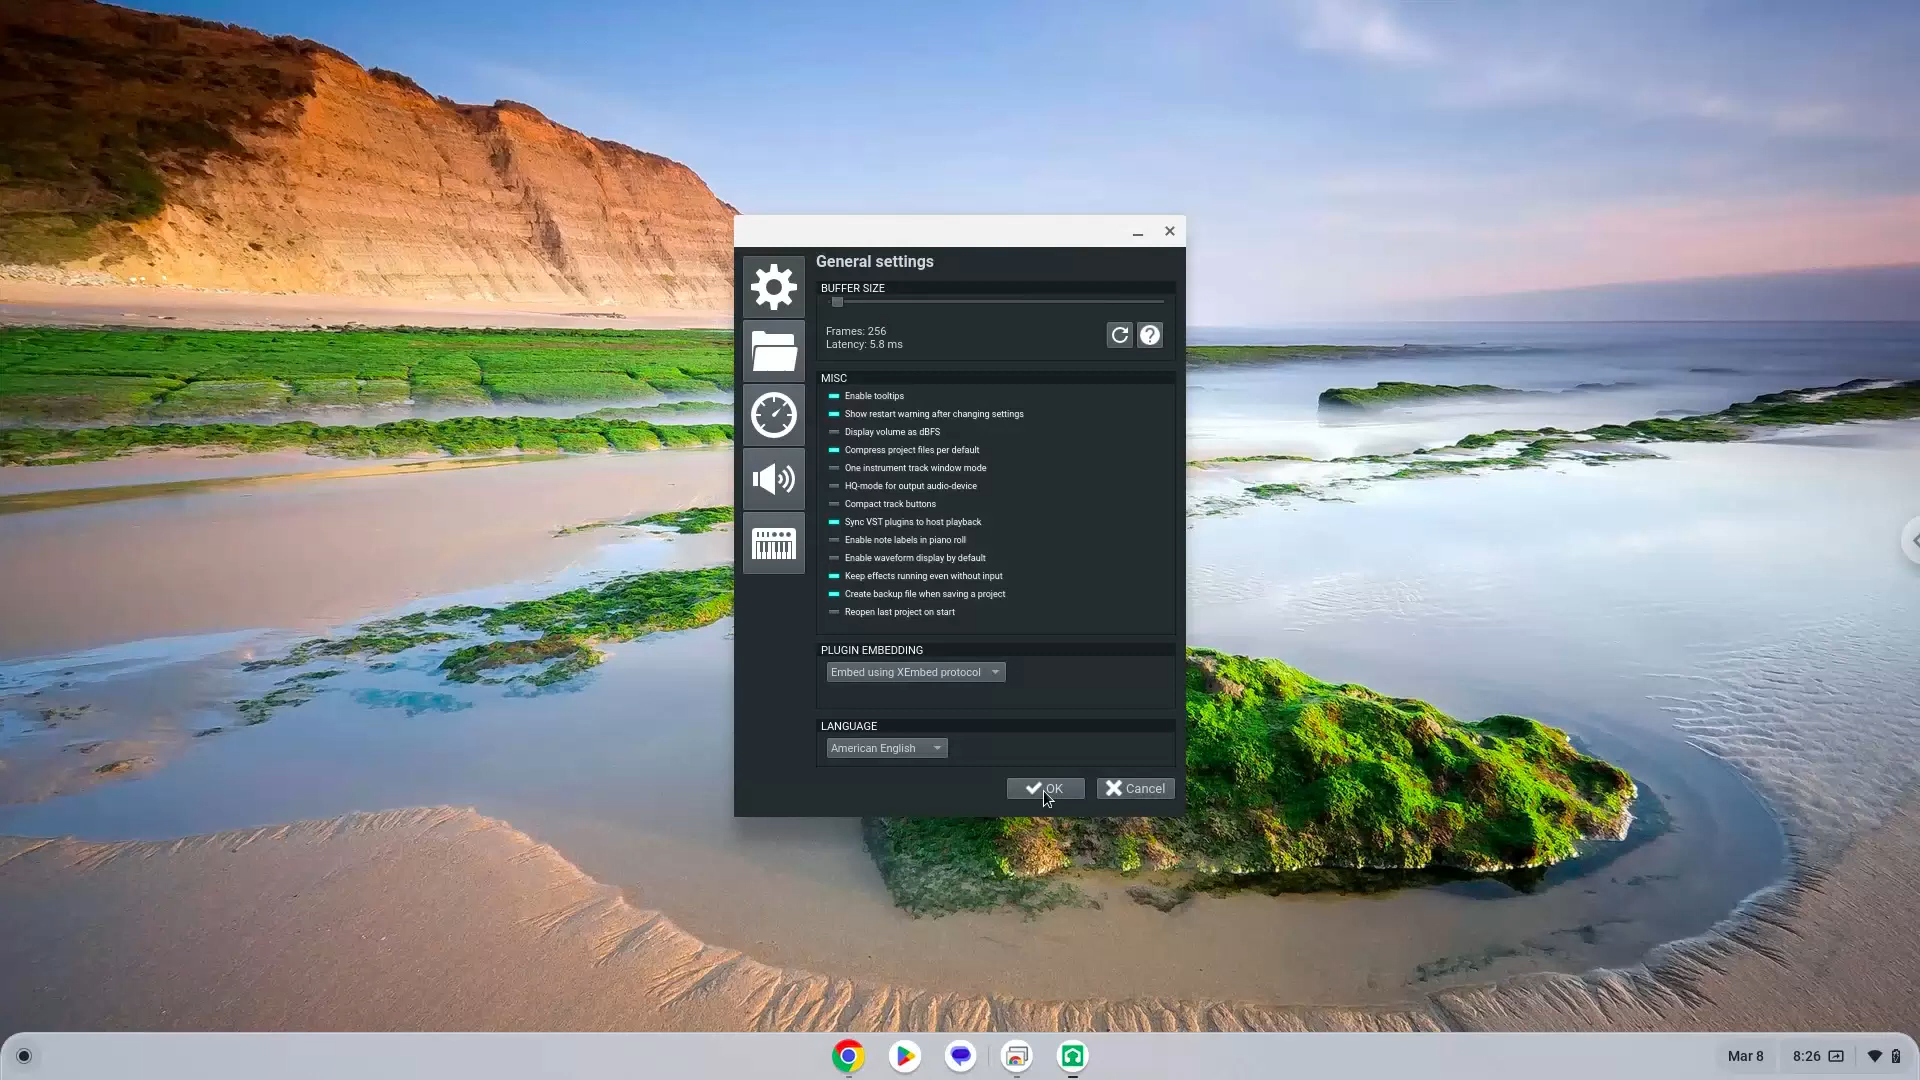 General settings
BUFFER SIZE
Frames: 256
Latency: 5.8 ms
MISC
Enable tooltips
Show restart warning after changing settings
Display volume as dBFS
Compress project files per default
One instrument track window mode
HQ-mode for output audio-device
Compact track buttons
Sync VST plugins to host playback
Enable note labels in piano roll
Enable waveform display by default
Keep effects running even without input
Create backup file when saving a project
Reopen last project on start
PLUGIN EMBEDDING
Embed using XEmbed protocol
LANGUAGE
American English
OK Cancel
Mar 8 8:26